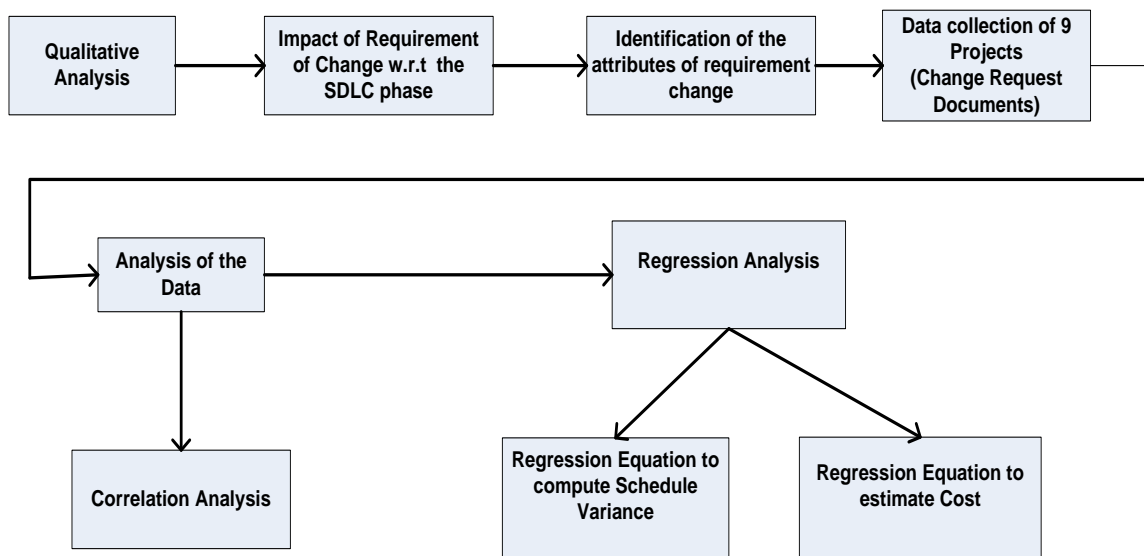 Qualitative
Analysis
Impact of Requirement
of Change w.r.t the
SDLC phase
Identification of the
attributes of requirement
change
Data collection of 9
Projects
(Change Request
Documents)
Analysis of the
Data
Regression Analysis
Correlation Analysis
Regression Equation to
compute Schedule
Variance
Regression Equation to
estimate Cost